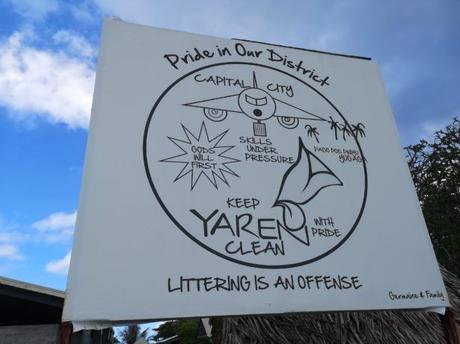 Pride in Our District
CAPITAL CITY
GODS
WILL
FIRST
SKILLS
UNDER
PRESSURE
KEEP
YAREN
WITH
PRIDE
CLEAN
LITTERING IS AN OFFENSE
Germaine & Family